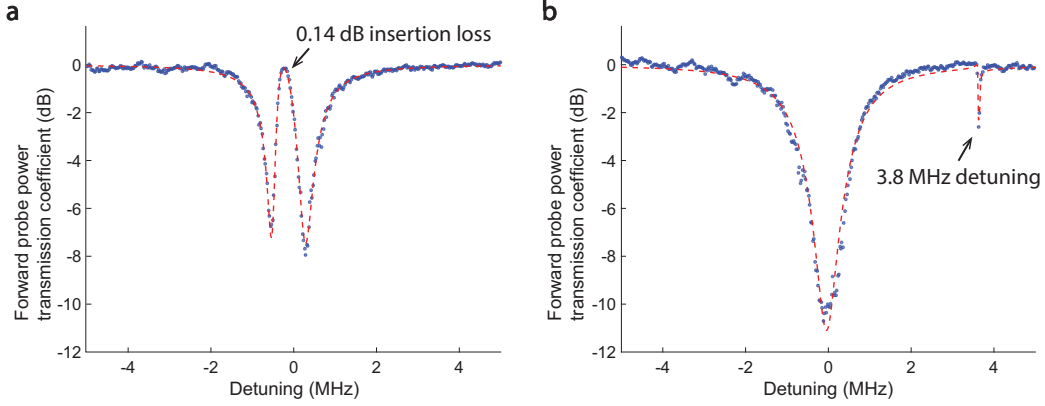 a
0.14 dB insertion loss
0
-2
-4
-6
-8
-10
-12
-4
-2
0
2
4
Forward probe power
transmission coefficient (dB)
Detuning (MHz)
b
3.8 MHz detuning
0
-2
-4
-6
-8
-10
-12
-4
-2
0
2
4
Forward probe power
transmission coefficient (dB)
Detuning (MHz)